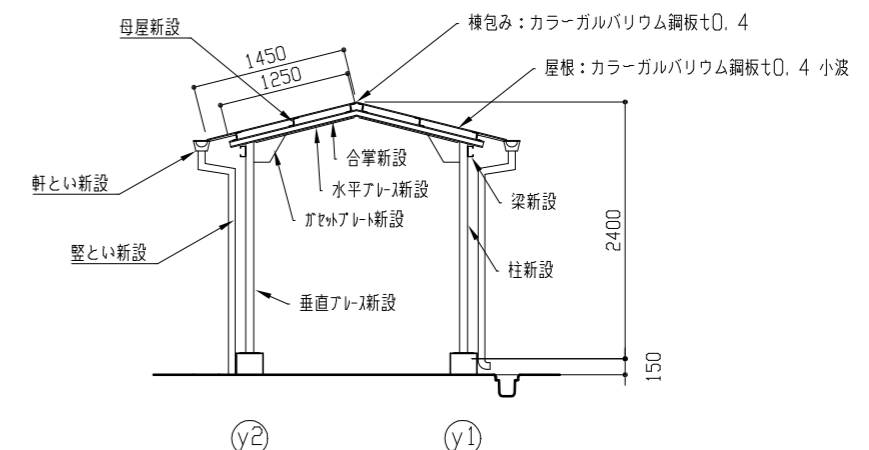 母屋新設
棟包み：カラーガルバリウム鋼板t0, 4
1450
1250
屋根：カラーガルバリウム鋼板t0, 4 小波
合掌新設
軒とい新設
水平ブレース新設
梁新設
ガセットプレート新設
2400
竪とい新設
柱新設
垂直ブレース新設
150
y2
y1